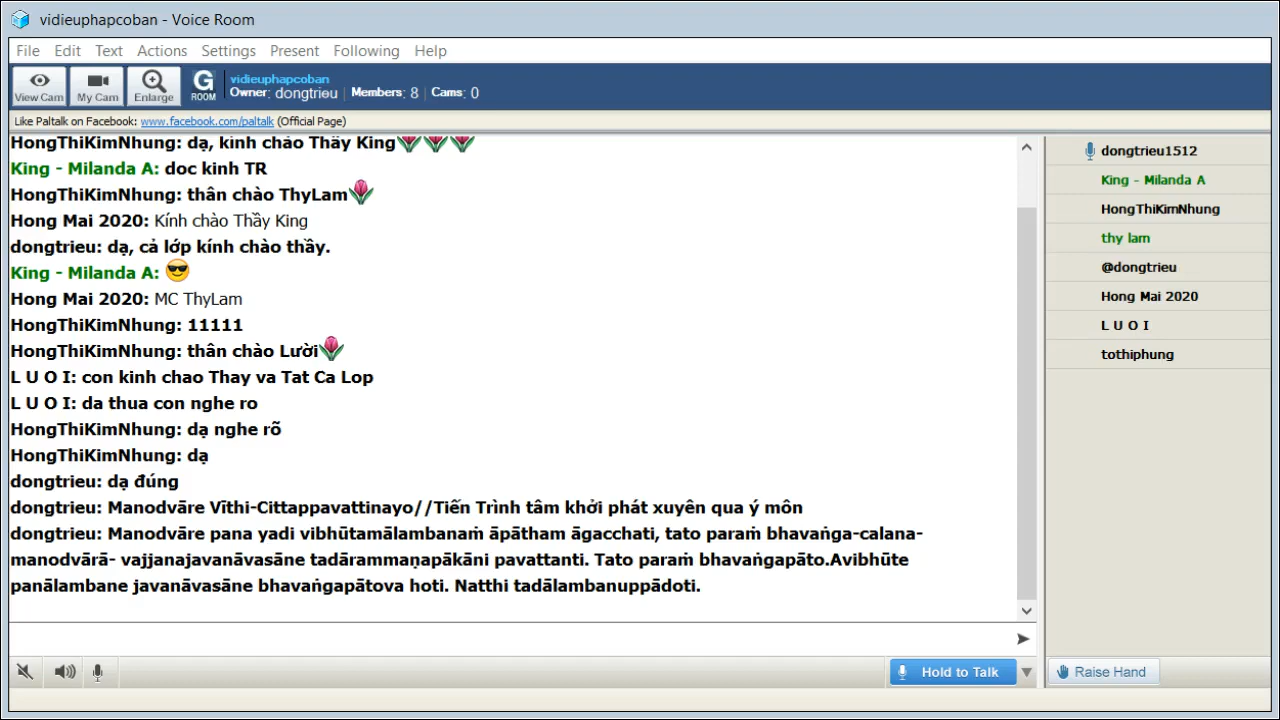 vidieuphapcoban - Voice Room
File Edit Text Actions Settings Present Following Help
View Cam My Cam Enlarge G ROOM
vidieuphapcoban
Owner: dongtrieu Members: 8 Cams: 0
Like Paltalk on Facebook: www.facebook.com/paltalk (Official Page)
HongThiKimNhung: dạ, kính chào Thầy King
King - Milanda A: doc kinh TR
HongThiKimNhung: thân chào ThyLam
Hong Mai 2020: Kính chào Thầy King
dongtrieu: dạ, cả lớp kính chào thầy.
King - Milanda A:
Hong Mai 2020: MC ThyLam
HongThiKimNhung: 11111
HongThiKimNhung: thân chào Lười
L U O I: con kinh chao Thay va Tat Ca Lop
L U O I: da thua con nghe ro
HongThiKimNhung: dạ nghe rõ
HongThiKimNhung: dạ
dongtrieu: dạ đúng
dongtrieu: Manodvāre Vīthi-Cittappavattinayo//Tiến Trình tâm khởi phát xuyên qua ý môn
dongtrieu: Manodvāre pana yadi vibhūtamālambanaṁ āpātham āgacchati, tato paraṁ bhavaṅga-calana-
manodvārā- vajjanajavanāvasāne tadārammaṇapākāni pavattanti. Tato paraṁ bhavaṅgapāto.Avibhūte
panālambane javanāvasāne bhavaṅgapātova hoti. Natthi tadālambanuppādoti.
dongtrieu1512
King - Milanda A
HongThiKimNhung
thy lam
@dongtrieu
Hong Mai 2020
L U O I
tothiphung
Hold to Talk
Raise Hand